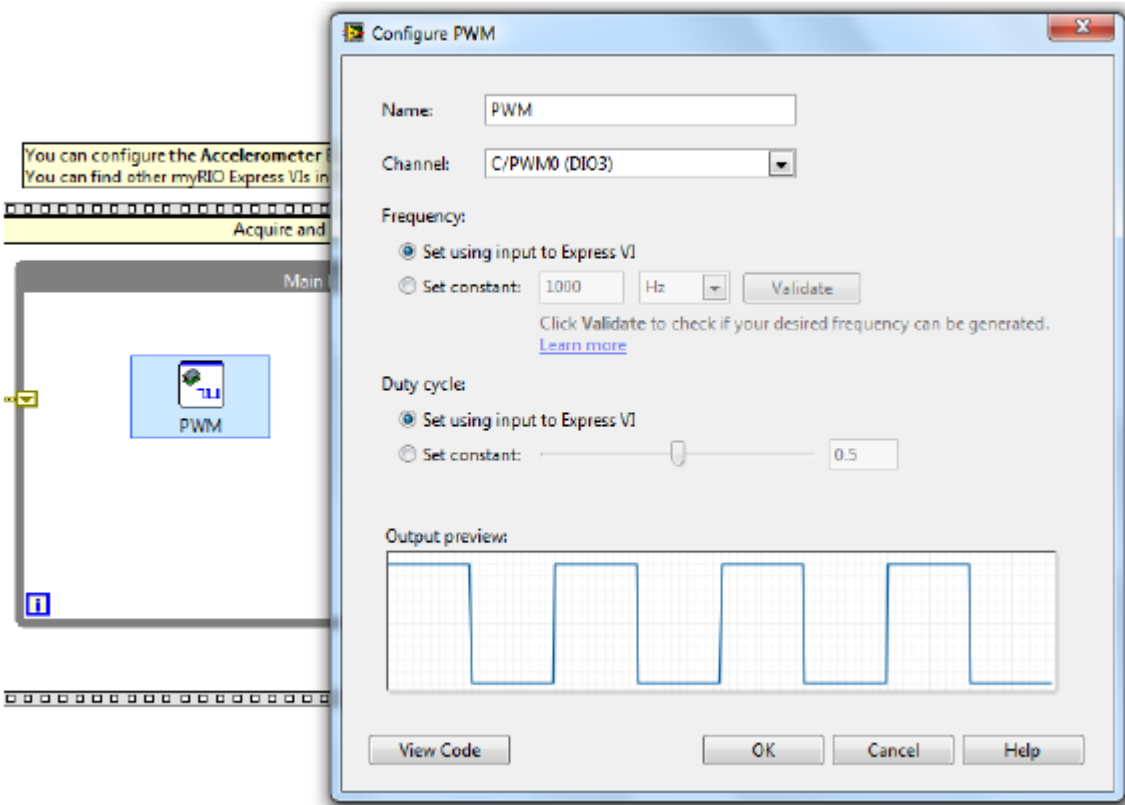 Configure PWM
x
Name: PWM
You can configure the Accelerometer E
You can find other myRIO Express VIs in
Channel: C/PWM0 (DIO3)
Acquire and
Frequency:
Set using input to Express VI
Main
Set constant: 1000 Hz Validate
Click Validate to check if your desired frequency can be generated.
Learn more
Duty cycle:
Set using input to Express VI
PWM
Set constant: 0.5
Output preview:
i
View Code OK Cancel Help